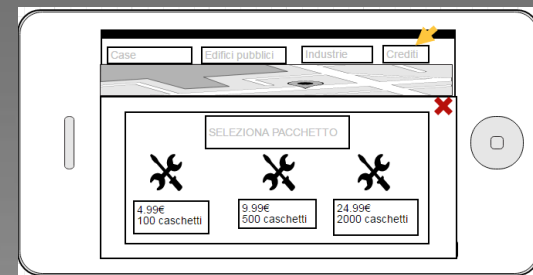 Case
Edifici pubblici
Industrie
Crediti
SELEZIONA PACCHETTO
4.99€
100 caschetti
9.99€
500 caschetti
24.99€
2000 caschetti